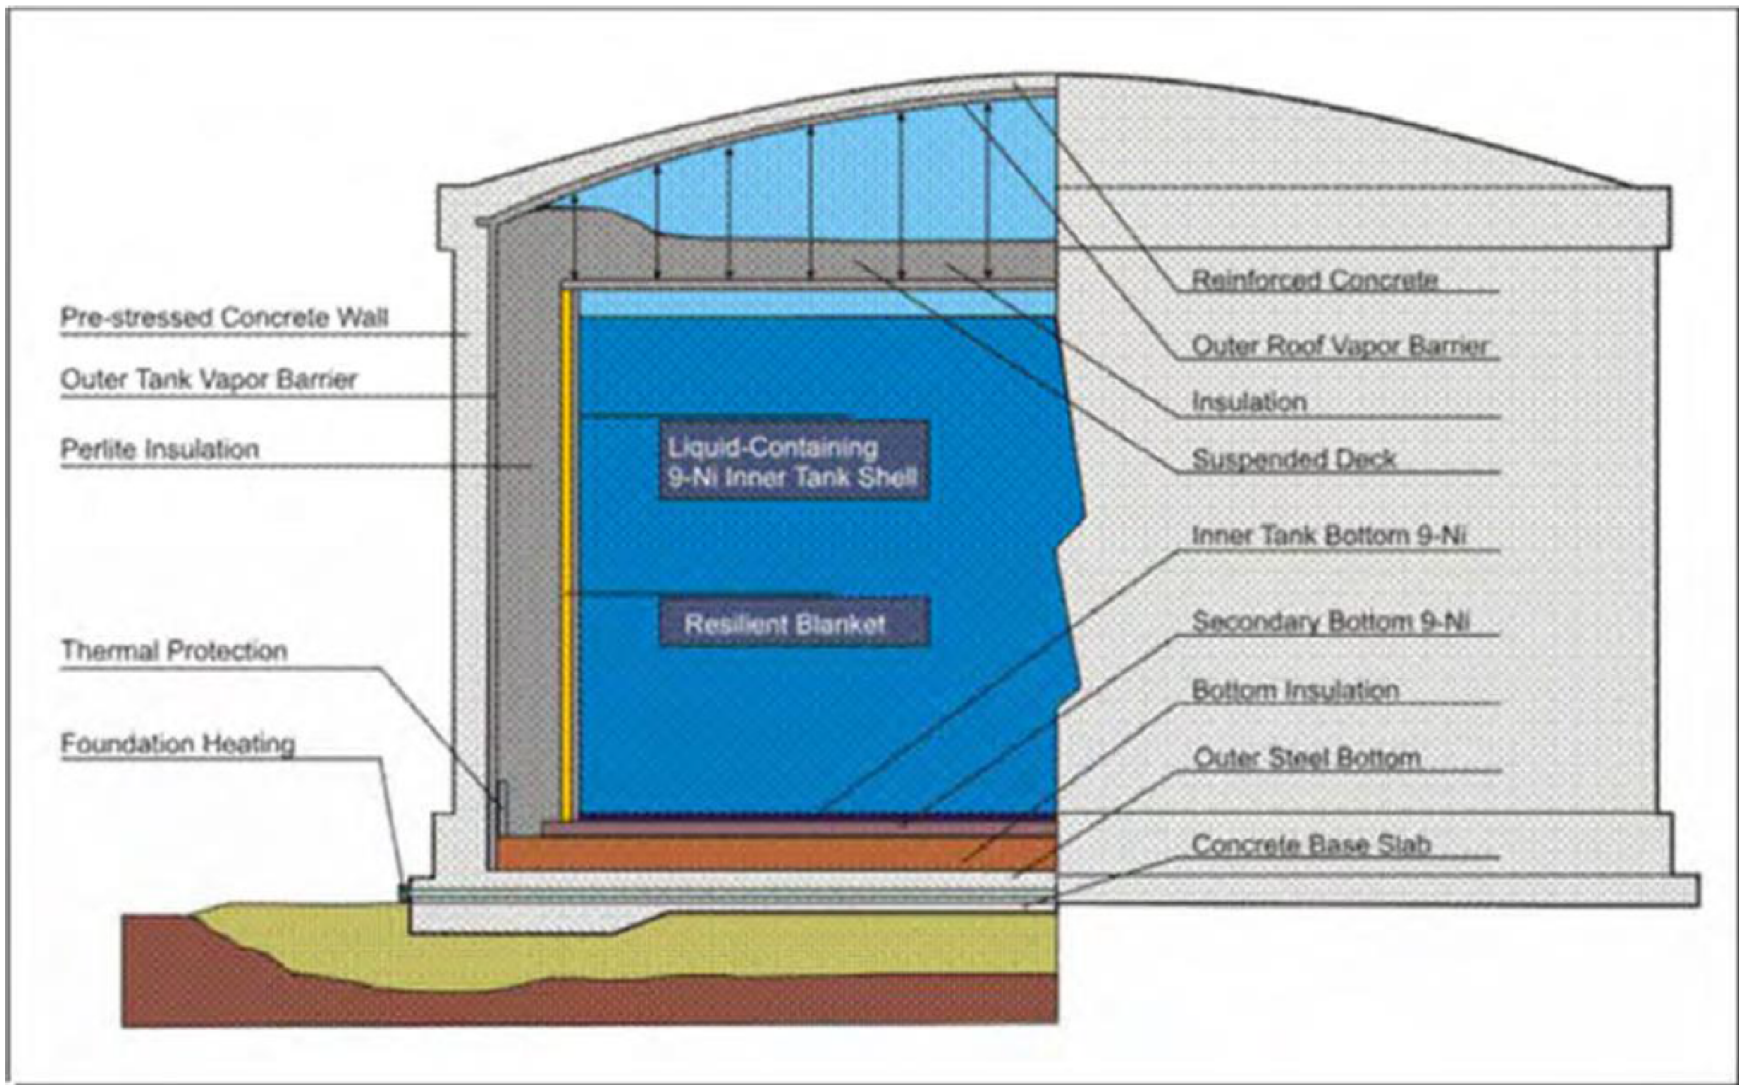 Pre-stressed Concrete Wall
Outer Tank Vapor Barrier
Perlite Insulation
Thermal Protection
Foundation Heating
Liquid-Containing
9-Ni Inner Tank Shell
Resilient Blanket
Reinforced Concrete
Outer Roof Vapor Barrier
Insulation
Suspended Deck
Inner Tank Bottom 9-Ni
Secondary Bottom 9-Ni
Bottom Insulation
Outer Steel Bottom
Concrete Base Slab